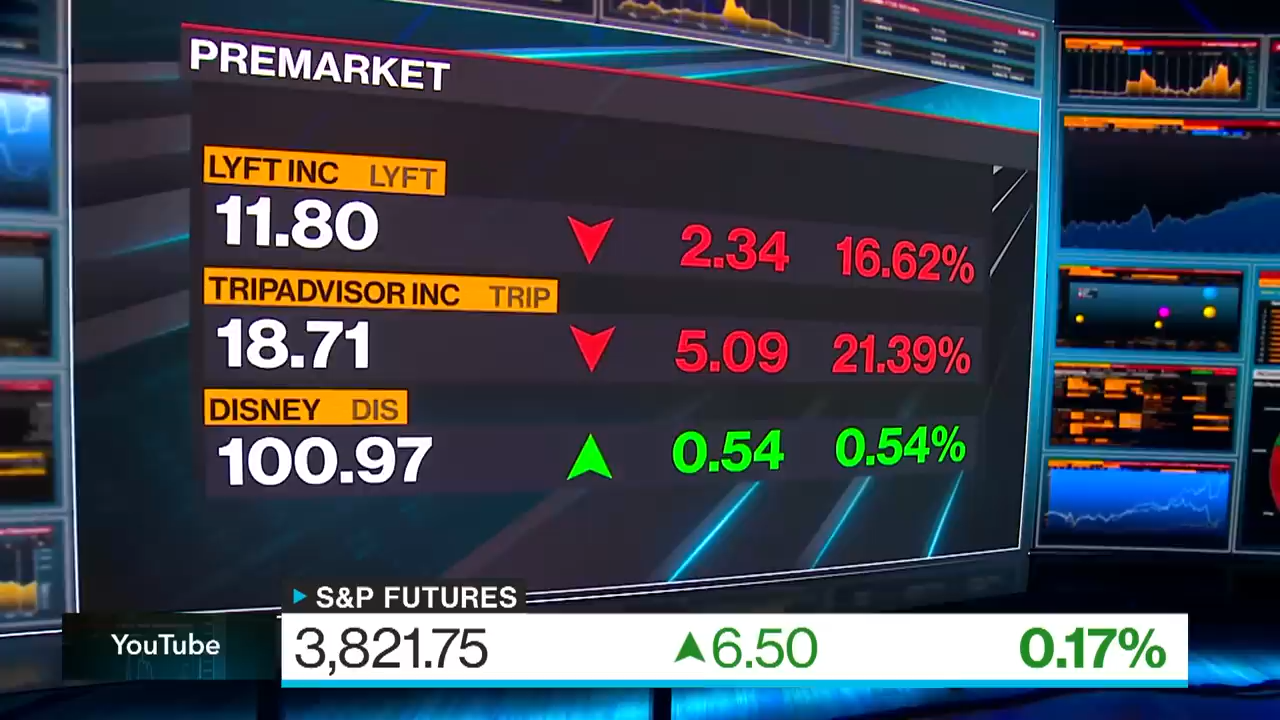 PREMARKET
LYFT INC LYFT
11.80 2.34 16.62%
TRIPADVISOR INC TRIP
18.71 5.09 21.39%
DISNEY DIS
100.97 0.54 0.54%
S&P FUTURES
YouTube 3,821.75 6.50 0.17%